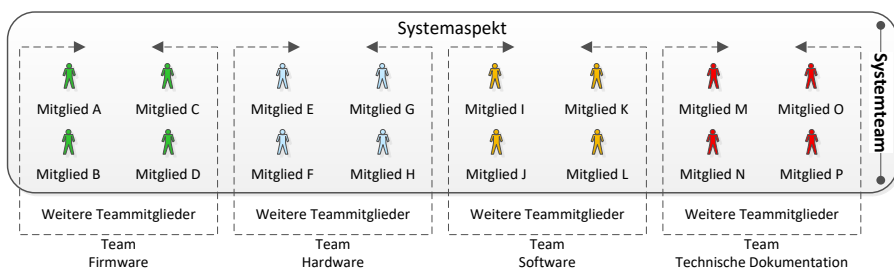 Systemaspekt
Systemteam
Mitglied A
Mitglied C
Mitglied E
Mitglied G
Mitglied I
Mitglied K
Mitglied M
Mitglied O
Mitglied B
Mitglied D
Mitglied F
Mitglied H
Mitglied J
Mitglied L
Mitglied N
Mitglied P
Weitere Teammitglieder
Weitere Teammitglieder
Weitere Teammitglieder
Weitere Teammitglieder
Team
Firmware
Team
Hardware
Team
Software
Team
Technische Dokumentation